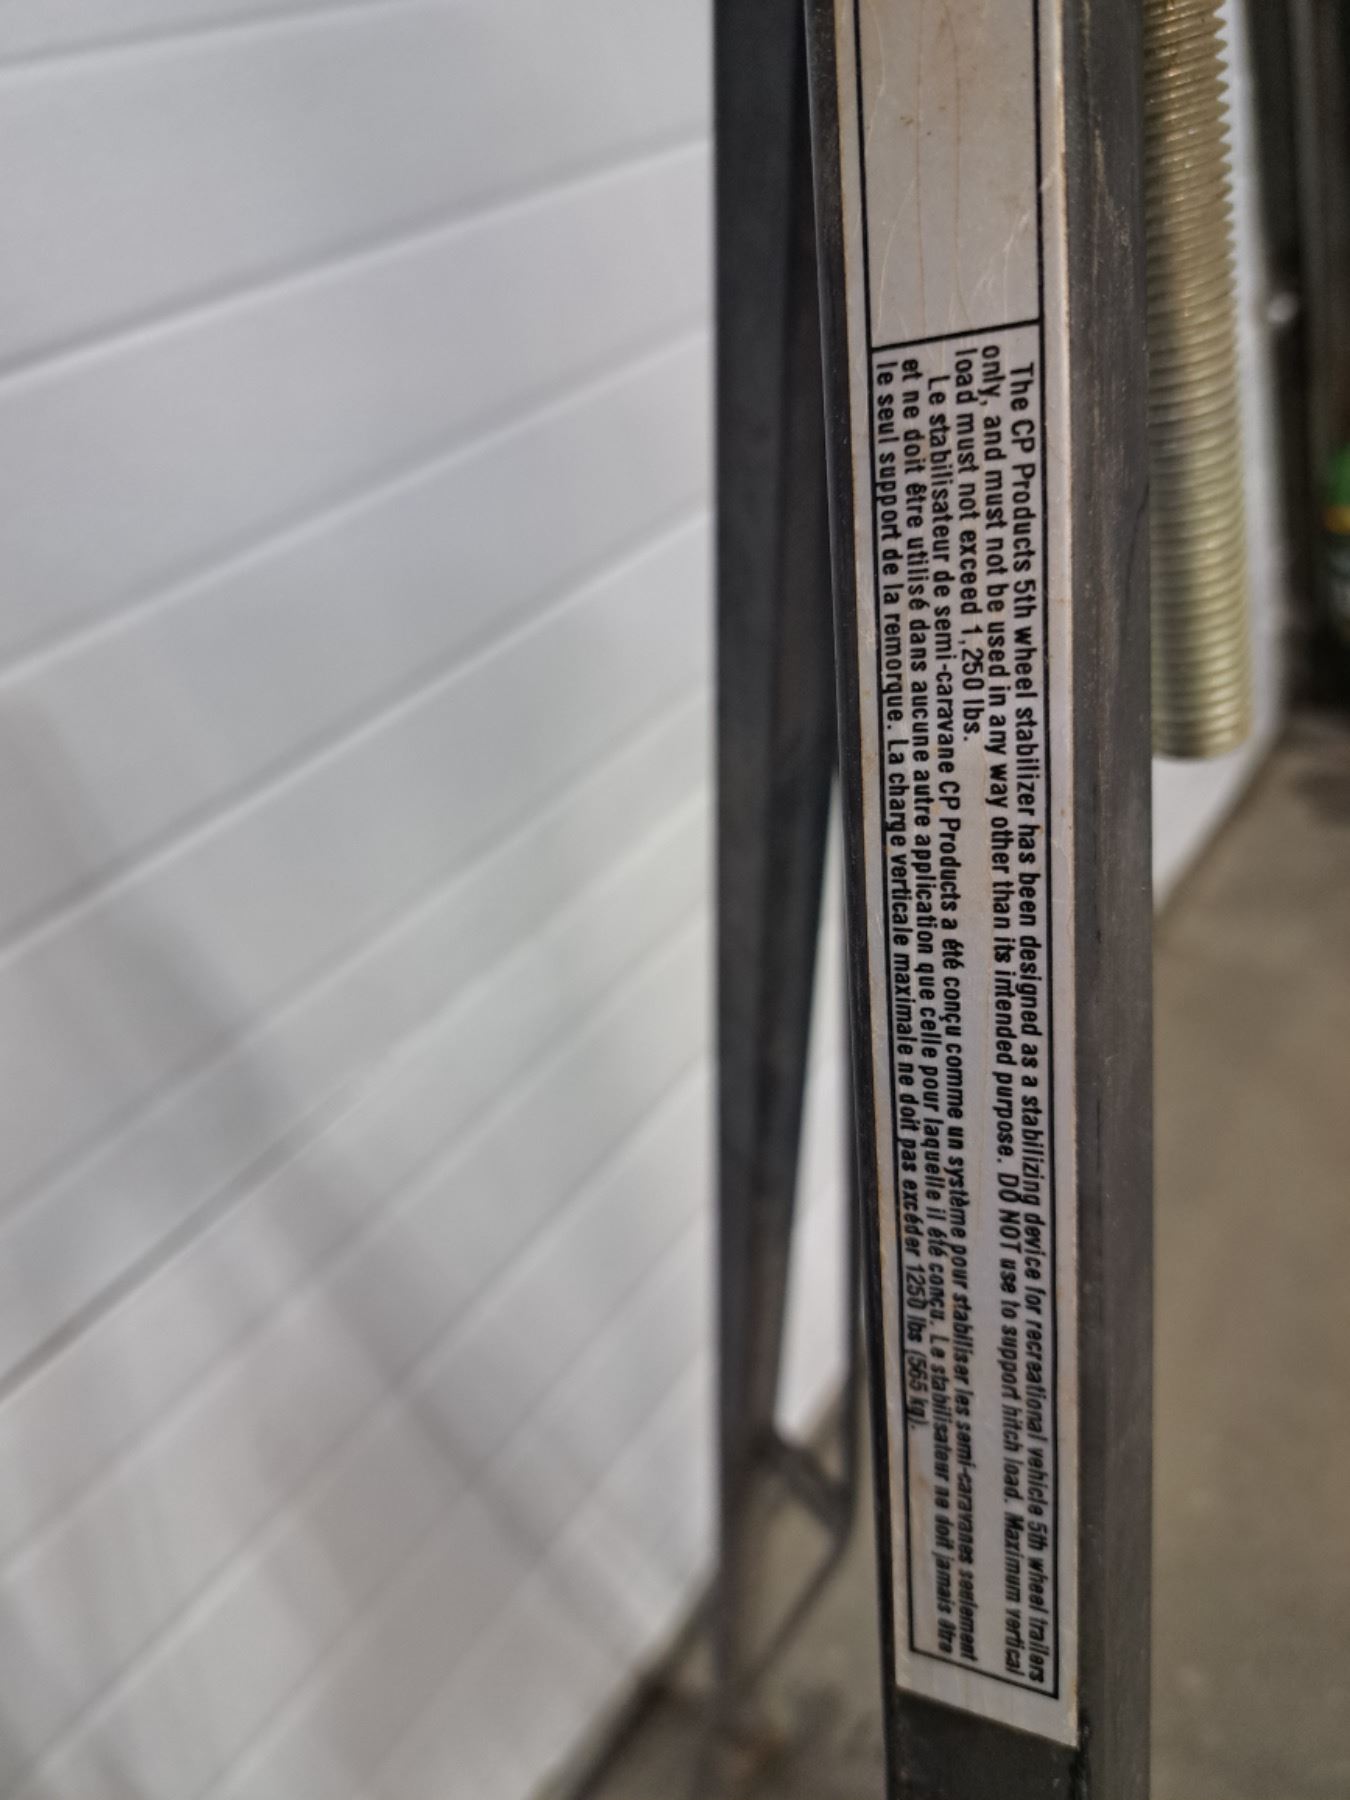 The CP Products 5th wheel stabilizer has been designed as a stabilizing device for recreational vehicle 5th wheel trailers
only, and must not be used in any way other than its intended purpose. DO NOT use to support hitch load. Maximum vertical
load must not exceed 1,250 lbs.
Le stabilisateur de semi-caravane CP Products a été conçu comme un système pour stabiliser les semi-caravanes seulement
et ne doit être utilisé dans aucune autre application que celle pour laquelle il été conçu. Le stabilisateur ne doit jamais être
le seul support de la remorque. La charge verticale maximale ne doit pas excéder 1250 lbs (565 kg).